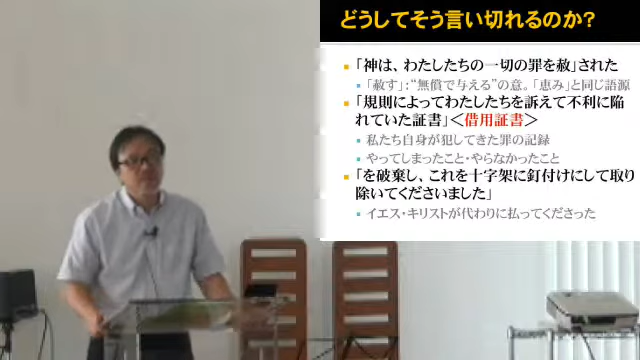 どうしてそう言い切れるのか？
「神は、わたしたちの一切の罪を赦」された
「赦す」：“無償で与える”の意。「恵み」と同じ語源
「規則によってわたしたちを訴えて不利に陥
れていた証書」＜借用証書＞
私たち自身が犯してきた罪の記録
やってしまったこと・やらなかったこと
「を破棄し、これを十字架に釘付けにして取り
除いてくださいました」
イエス・キリストが代わりに払ってくださった